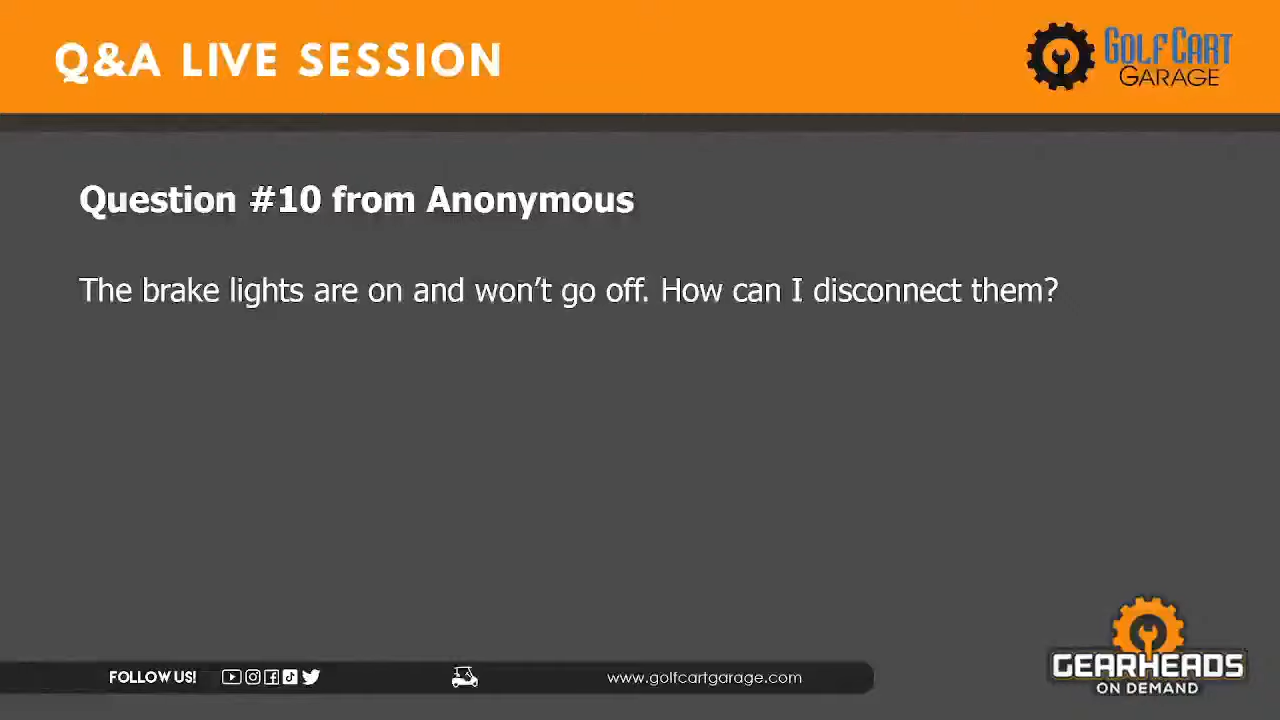 Q&A LIVE SESSION
GOLF CART
GARAGE
Question #10 from Anonymous
The brake lights are on and won’t go off. How can I disconnect them?
FOLLOW US!
www.golfcartgarage.com
GEARHEADS
ON DEMAND